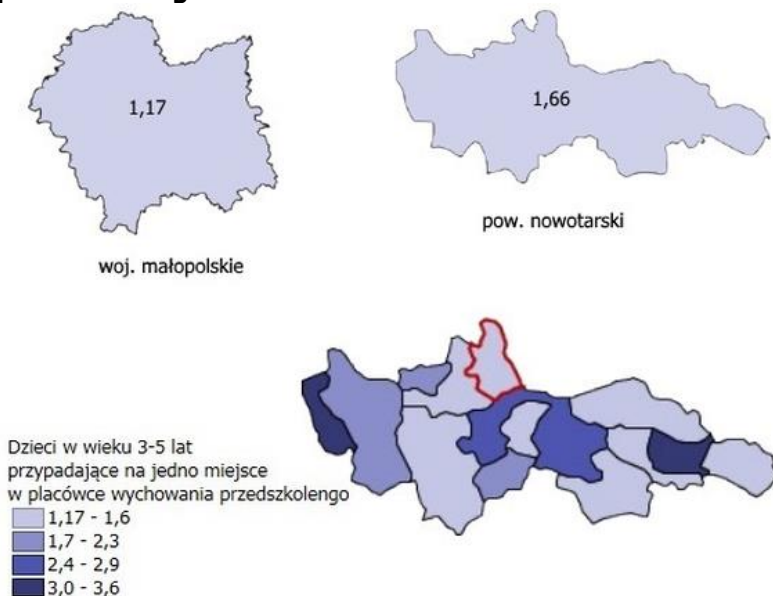 1,17
1,66
pow. nowotarski
woj. małopolskie
Dzieci w wieku 3-5 lat
przypadające na jedno miejsce
w placówce wychowania przedszkolengo
1,17 - 1,6
1,7 - 2,3
2,4 - 2,9
3,0 - 3,6